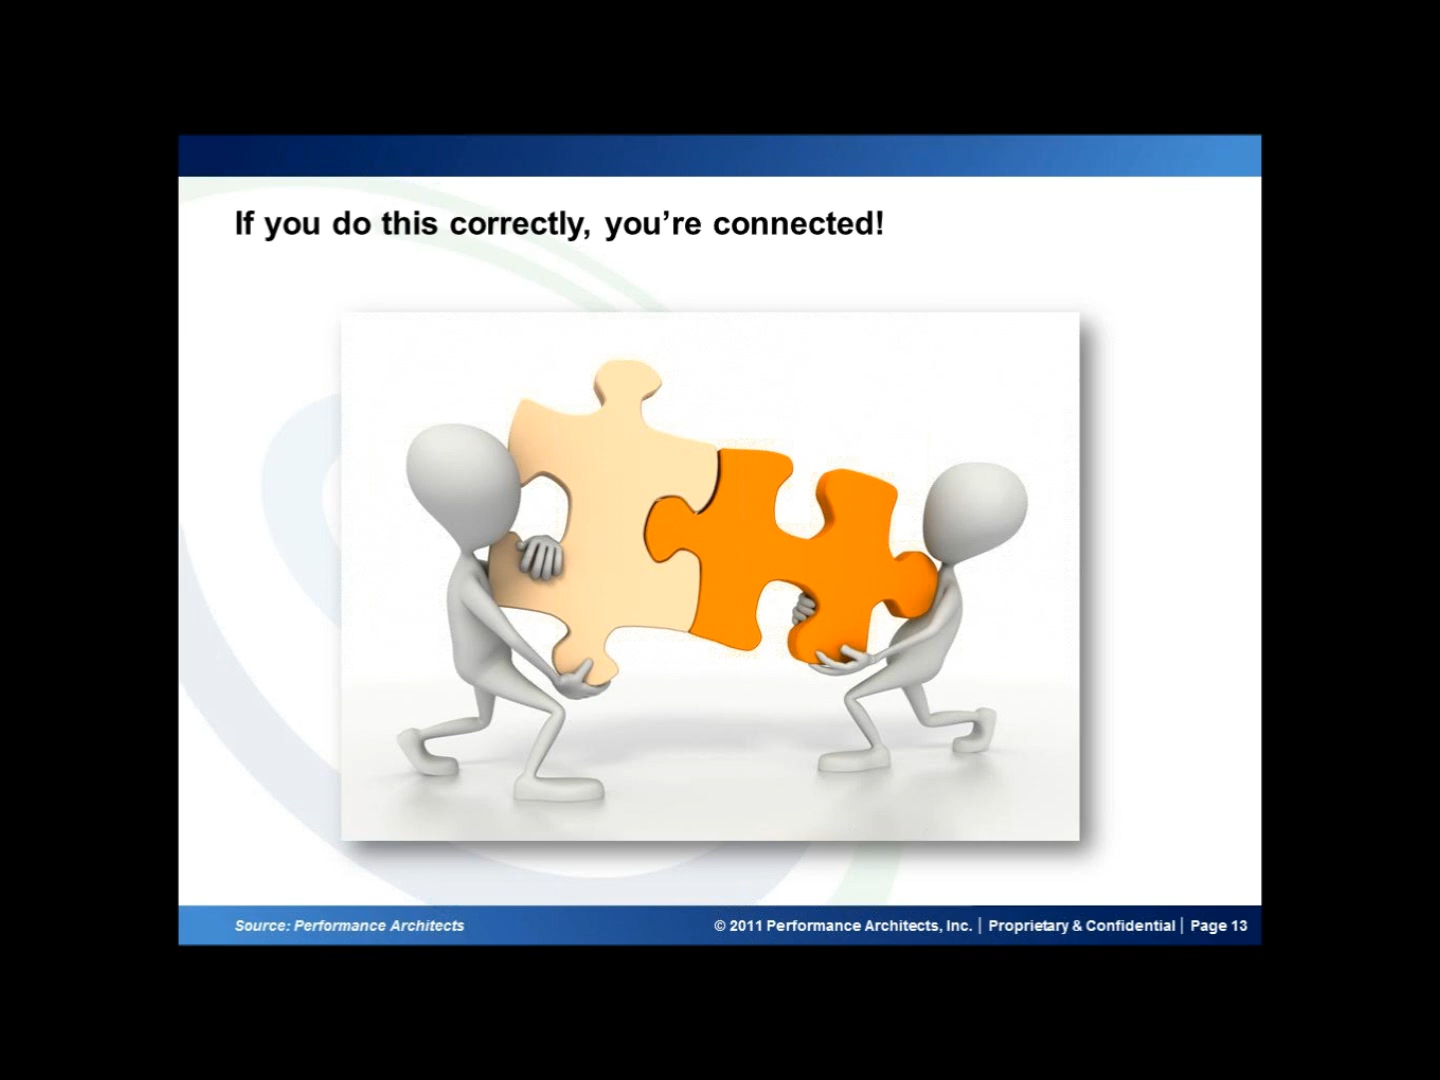 If you do this correctly, you’re connected!
Source: Performance Architects
© 2011 Performance Architects, Inc. | Proprietary & Confidential | Page 13